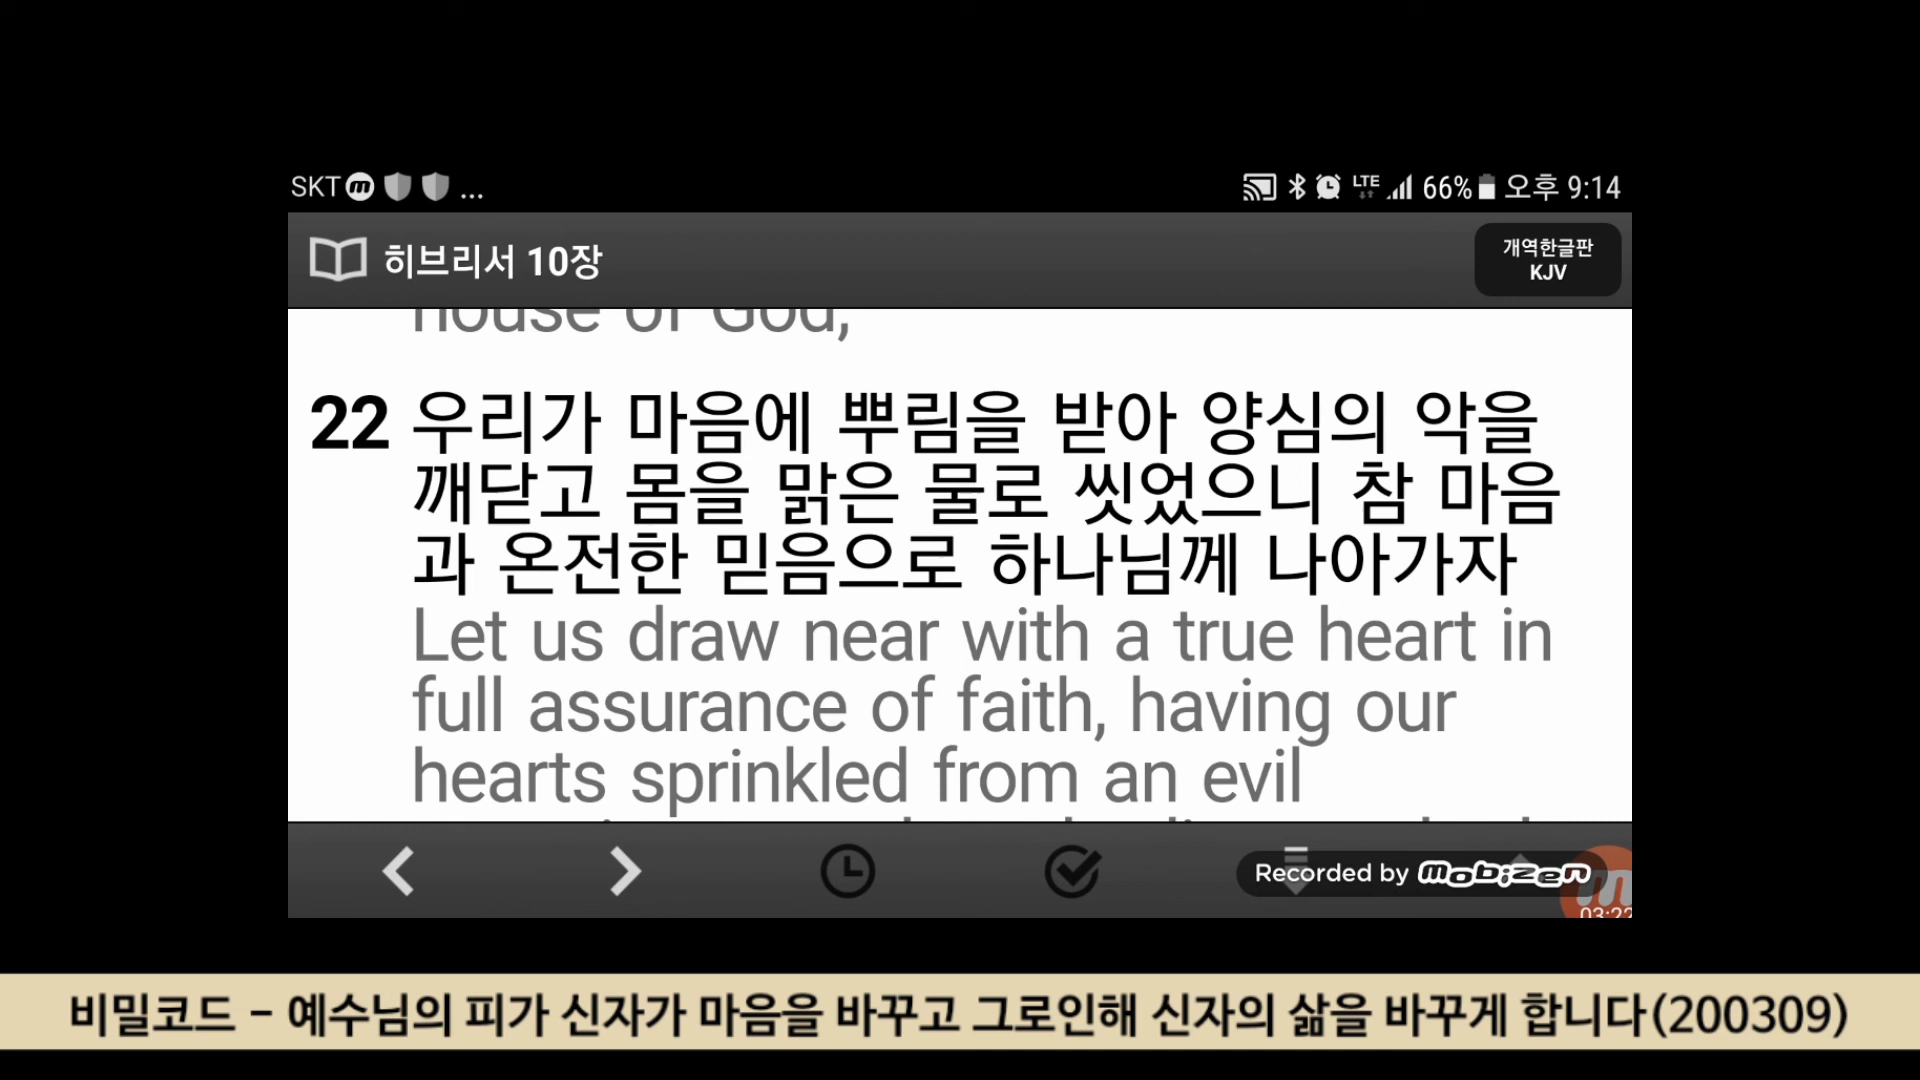 SKT ... LTE 66% 오후 9:14
히브리서 10장
개역한글판
KJV
house of God,
22 우리가 마음에 뿌림을 받아 양심의 악을
깨닫고 몸을 맑은 물로 씻었으니 참 마음
과 온전한 믿음으로 하나님께 나아가자
Let us draw near with a true heart in
full assurance of faith, having our
hearts sprinkled from an evil
Recorded by mobizen
03:22
비밀코드 - 예수님의 피가 신자가 마음을 바꾸고 그로인해 신자의 삶을 바꾸게 합니다(200309)